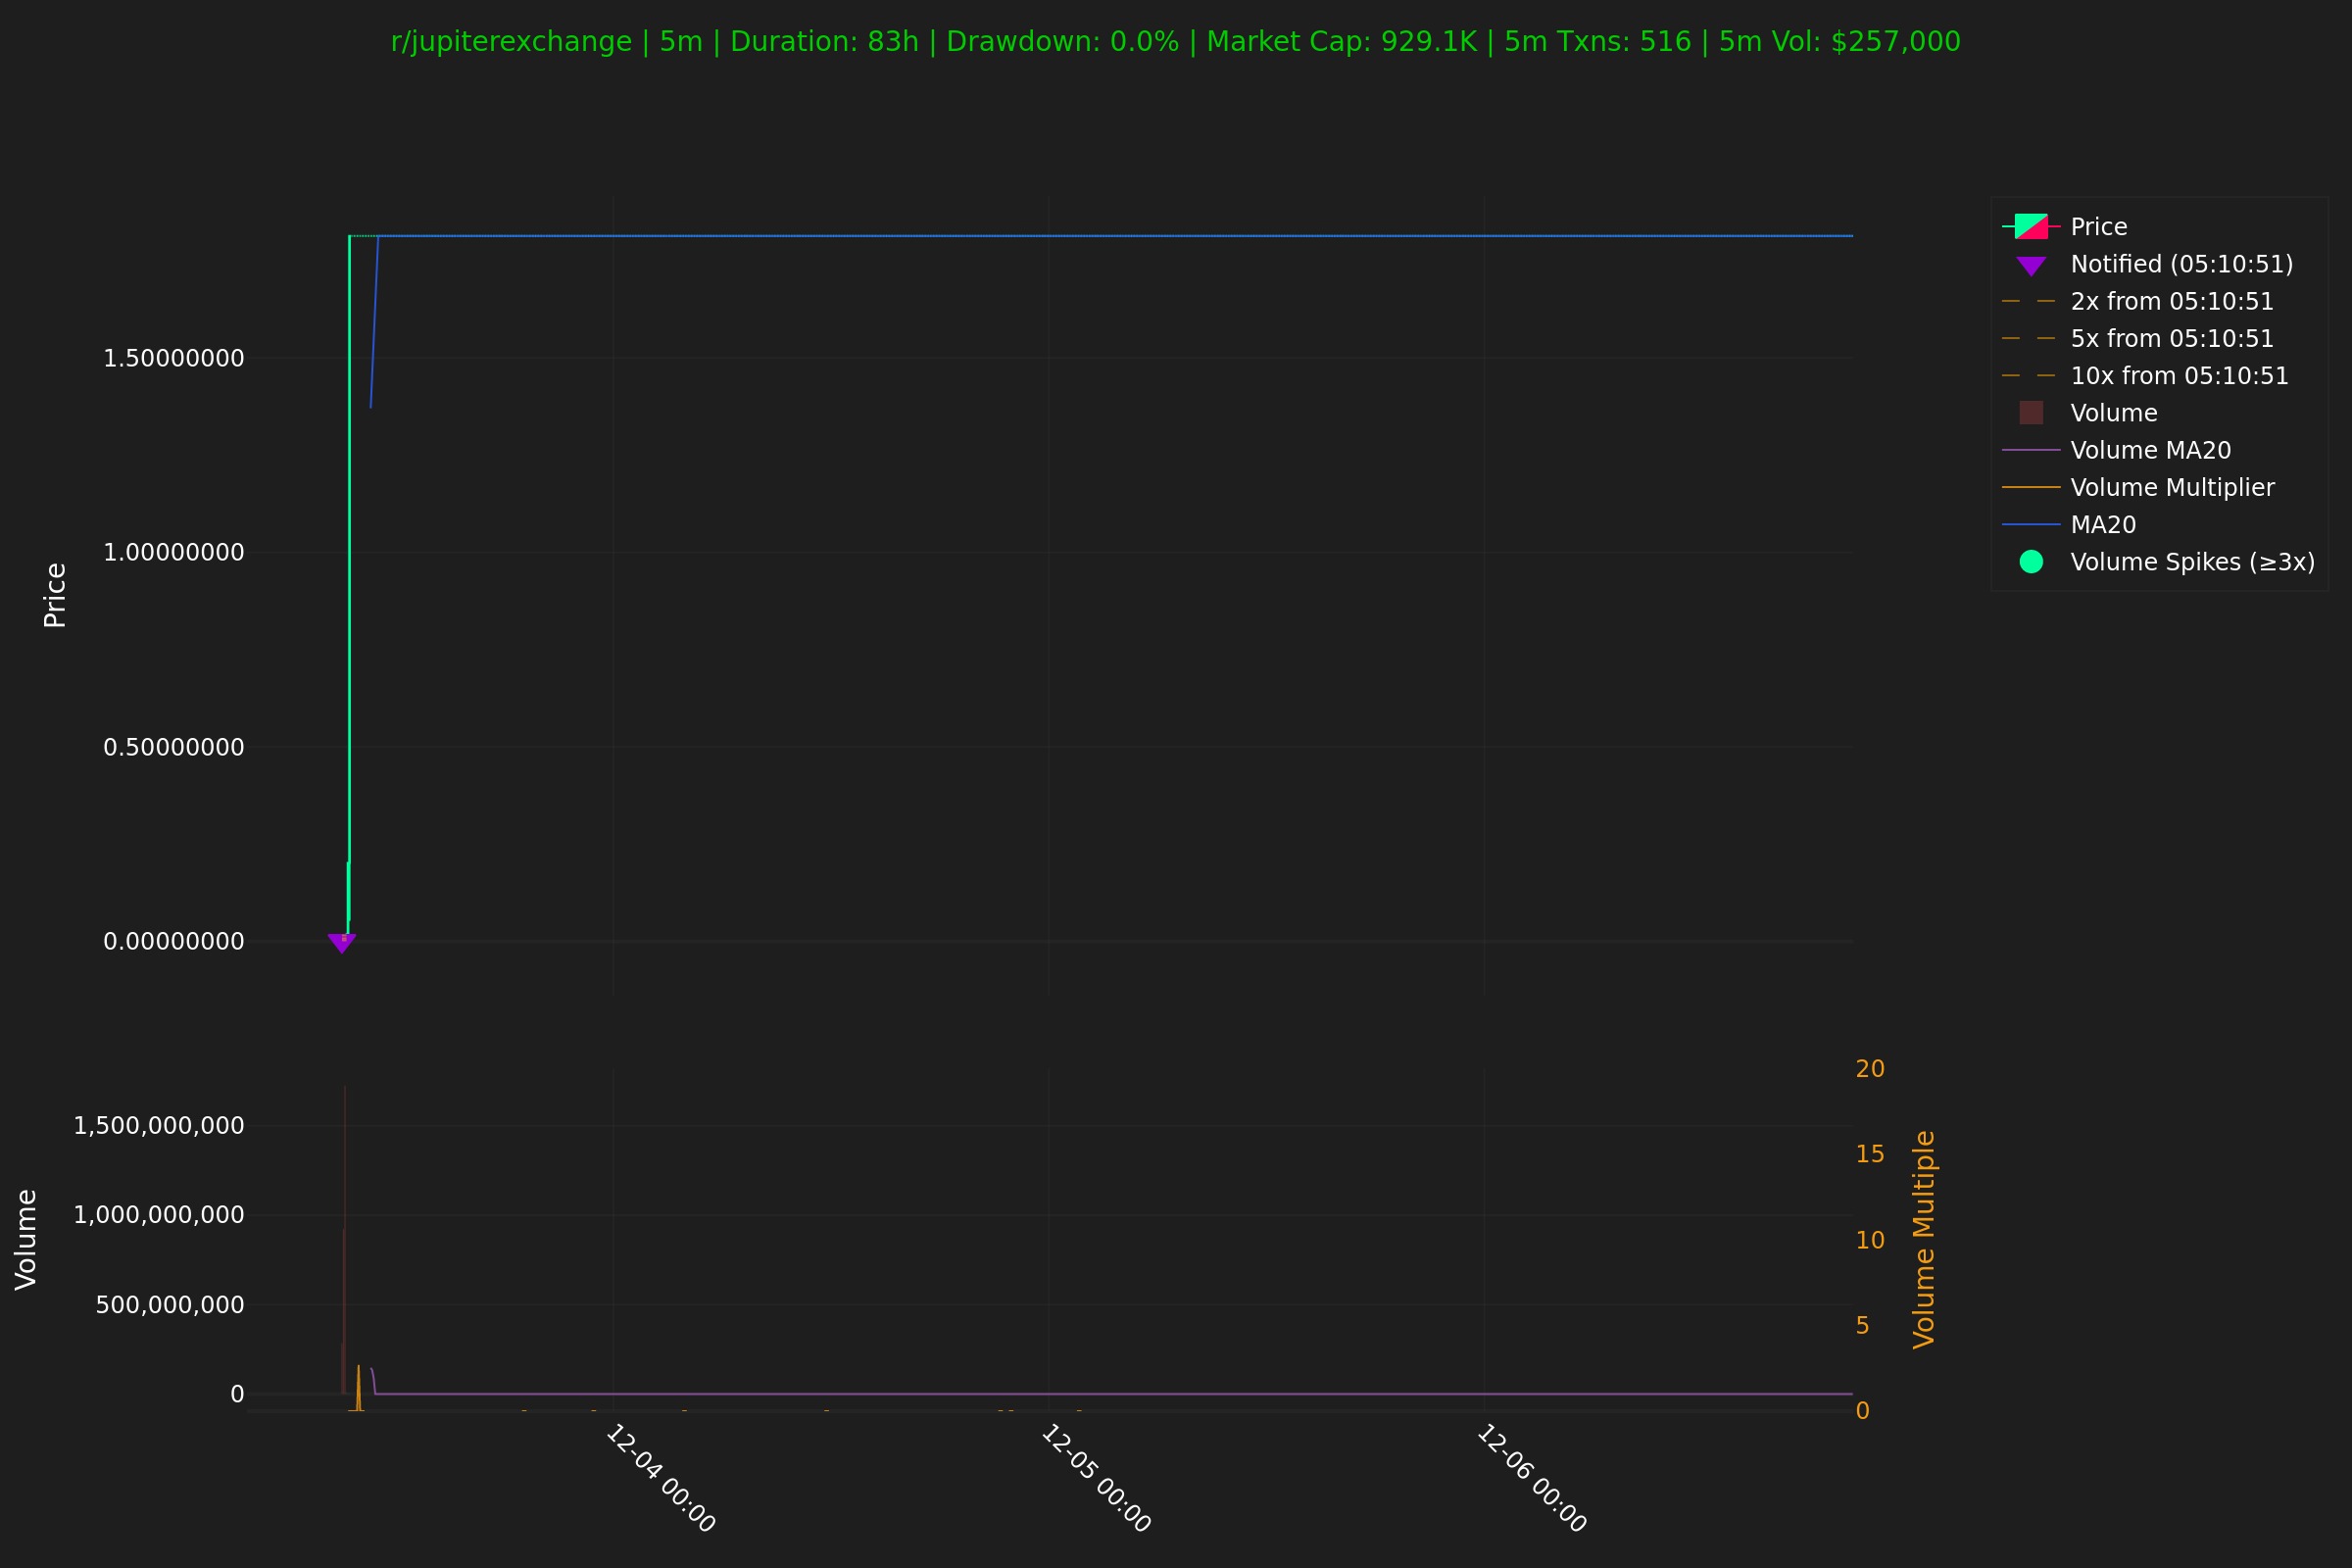 r/jupiterexchange | 5m | Duration: 83h | Drawdown: 0.0% | Market Cap: 929.1K | 5m Txns: 516 | 5m Vol: $257,000
Price
1.50000000
1.00000000
0.50000000
0.00000000
Price
Notified (05:10:51)
2x from 05:10:51
5x from 05:10:51
10x from 05:10:51
Volume
Volume MA20
Volume Multiplier
MA20
Volume Spikes (≥3x)
Volume
1,500,000,000
1,000,000,000
500,000,000
0
20
15
10
5
0
Volume Multiple
12-04 00:00
12-05 00:00
12-06 00:00